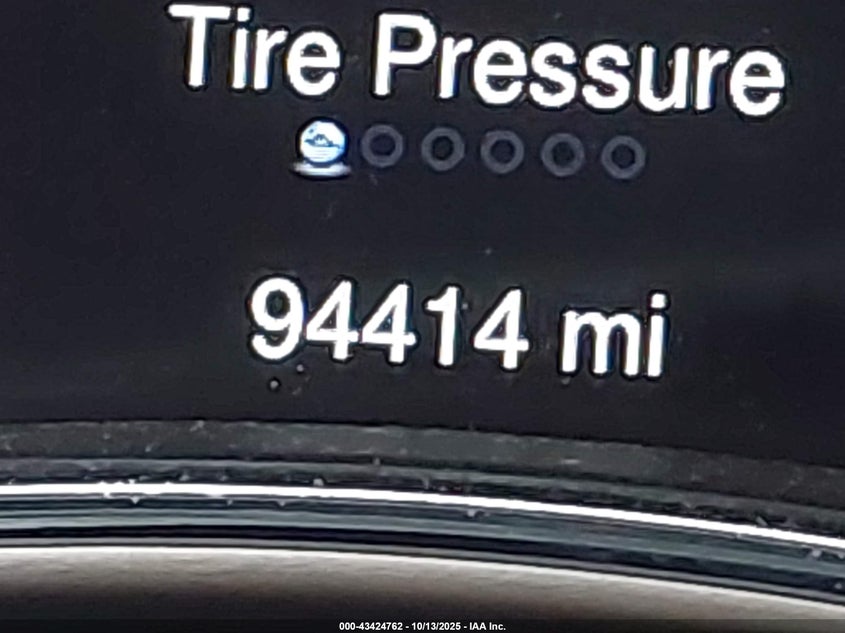 Tire Pressure
94414 mi
000-43424762 - 10/13/2025 - IAA Inc.